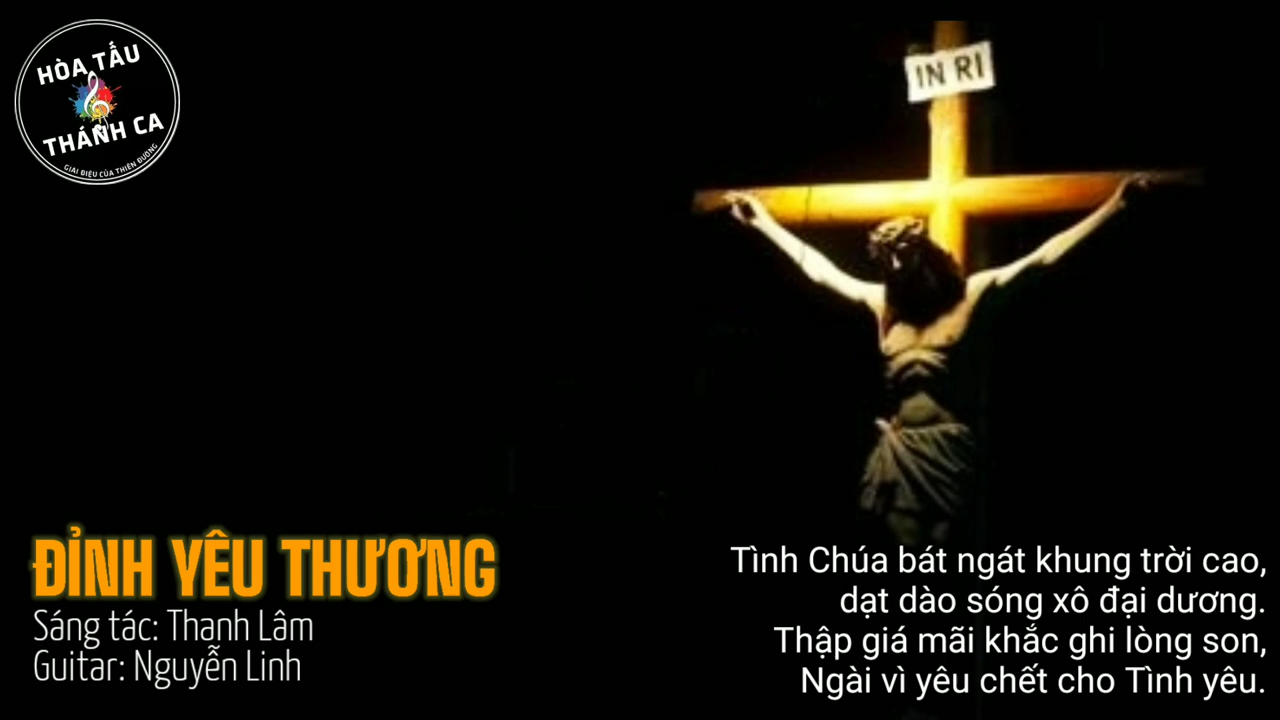 HÒA TẤU
THÁNH CA
GIAI ĐIỆU CỦA THIÊN ĐƯỜNG
IN RI
ĐỈNH YÊU THƯƠNG
Sáng tác: Thanh Lâm
Guitar: Nguyễn Linh
Tình Chúa bát ngát khung trời cao,
dạt dào sóng xô đại dương.
Thập giá mãi khắc ghi lòng son,
Ngài vì yêu chết cho Tình yêu.